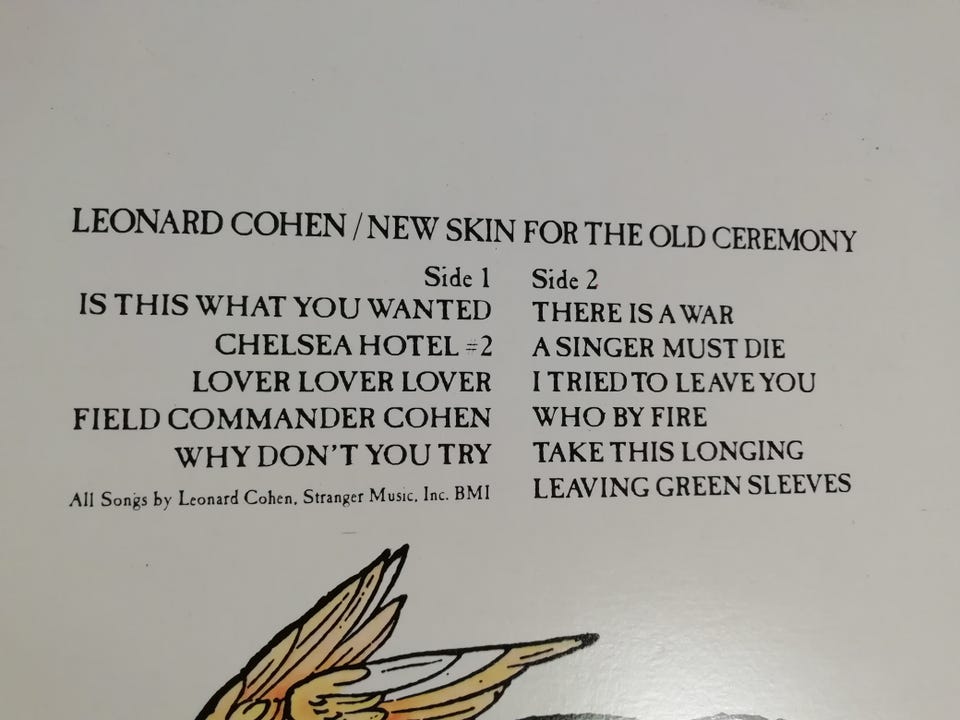 LEONARD COHEN / NEW SKIN FOR THE OLD CEREMONY
Side 1
IS THIS WHAT YOU WANTED
CHELSEA HOTEL #2
LOVER LOVER LOVER
FIELD COMMANDER COHEN
WHY DON'T YOU TRY
All Songs by Leonard Cohen, Stranger Music, Inc. BMI
Side 2
THERE IS A WAR
A SINGER MUST DIE
I TRIED TO LEAVE YOU
WHO BY FIRE
TAKE THIS LONGING
LEAVING GREEN SLEEVES